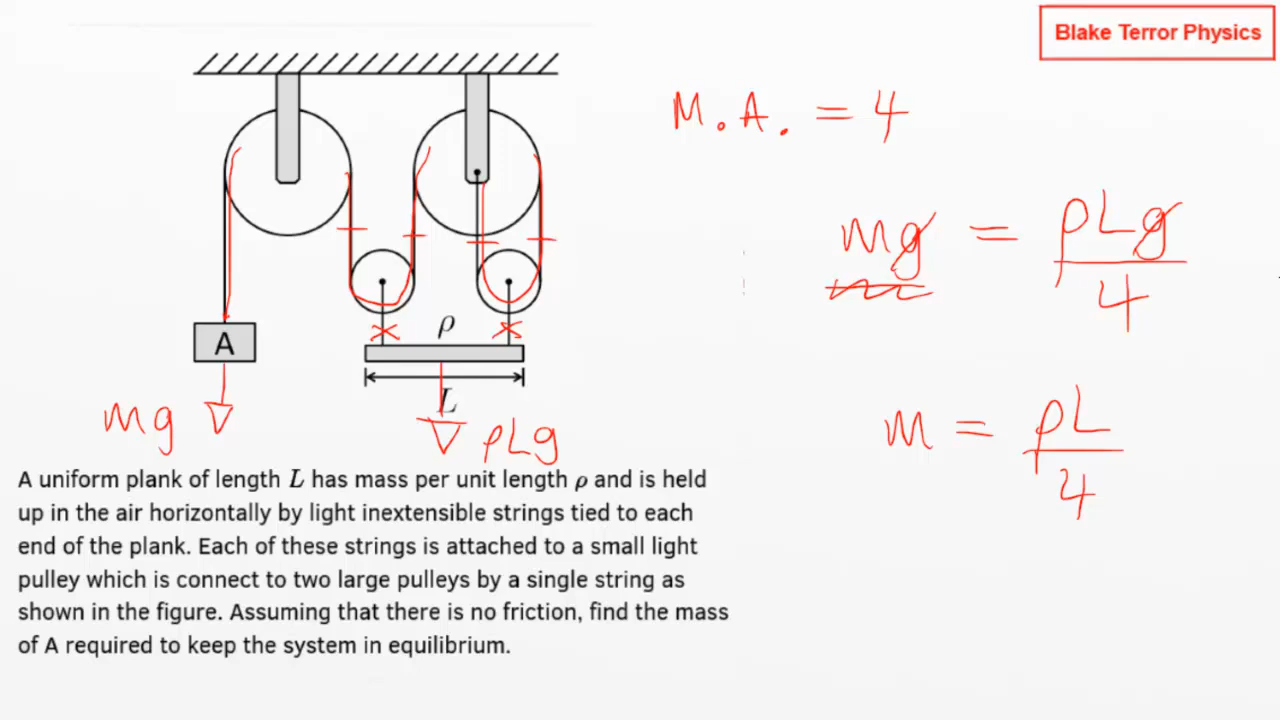 Blake Terror Physics
M.A. = 4
mg = ρLg
4
A
ρ
L
mg
ρLg
m = ρL
4
A uniform plank of length L has mass per unit length ρ and is held
up in the air horizontally by light inextensible strings tied to each
end of the plank. Each of these strings is attached to a small light
pulley which is connect to two large pulleys by a single string as
shown in the figure. Assuming that there is no friction, find the mass
of A required to keep the system in equilibrium.